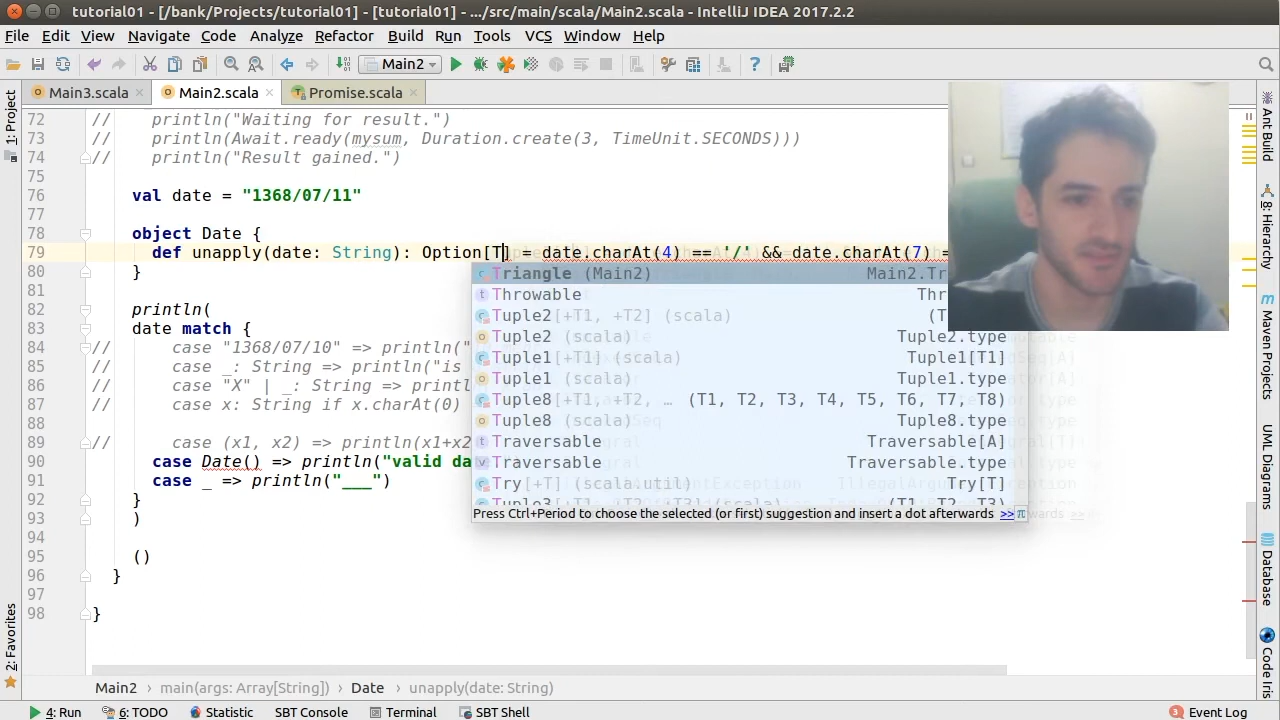 tutorial01 - [/bank/Projects/tutorial01] - [tutorial01] - .../src/main/scala/Main2.scala - IntelliJ IDEA 2017.2.2
File Edit View Navigate Code Analyze Refactor Build Run Tools VCS Window Help
Main2
Main3.scala Main2.scala Promise.scala
72 // println("Waiting for result.")
73 // println(Await.ready(mysum, Duration.create(3, TimeUnit.SECONDS)))
74 // println("Result gained.")
75
76 val date = "1368/07/11"
77
78 object Date {
79 def unapply(date: String): Option[T] = date.charAt(4) == '/' && date.charAt(7) =
80 }
81
82 println(
83 date match {
84 // case "1368/07/10" => println("
85 // case _: String => println("is
86 // case "X" | _: String => printl
87 // case x: String if x.charAt(0)
88
89 // case (x1, x2) => println(x1+x2
90 case Date() => println("valid da
91 case _ => println("___")
92 }
93 )
94
95 ()
96 }
97
98 }
Triangle (Main2) Main2.Tr
Throwable Thr
Tuple2[+T1, +T2] (scala) (T
Tuple2 (scala) Tuple2.type
Tuple1[+T1] (scala) Tuple1[T1]
Tuple1 (scala) Tuple1.type
Tuple8[+T1, +T2, … (T1, T2, T3, T4, T5, T6, T7, T8)
Tuple8 (scala) Tuple8.type
Traversable Traversable[A]
Traversable Traversable.type
Try[+T] (scala.util) Try[T]
Tuple3[+T1, +T2, +T3] (scala) (T1, T2, T3)
Press Ctrl+Period to choose the selected (or first) suggestion and insert a dot afterwards >> π
1: Project
2: Favorites
Ant Build
8: Hierarchy
Maven Projects
UML Diagrams
Database
Code Iris
Main2 main(args: Array[String]) Date unapply(date: String)
4: Run 6: TODO Statistic SBT Console Terminal SBT Shell 3 Event Log